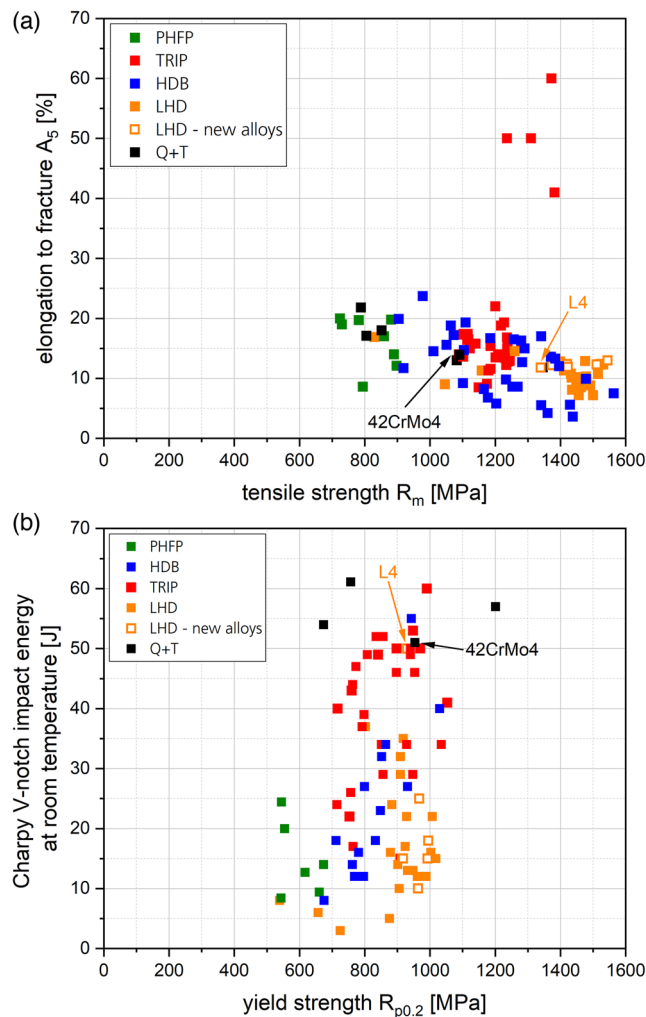 (a)
70
60
50
40
30
20
10
0
elongation to fracture A₅ [%]
PHFP
TRIP
HDB
LHD
LHD - new alloys
Q+T
L4
42CrMo4
0 200 400 600 800 1000 1200 1400 1600
tensile strength Rₘ [MPa]
(b)
70
60
50
40
30
20
10
0
Charpy V-notch impact energy
at room temperature [J]
PHFP
HDB
TRIP
LHD
LHD - new alloys
Q+T
L4
42CrMo4
0 200 400 600 800 1000 1200 1400 1600
yield strength Rp0.2 [MPa]